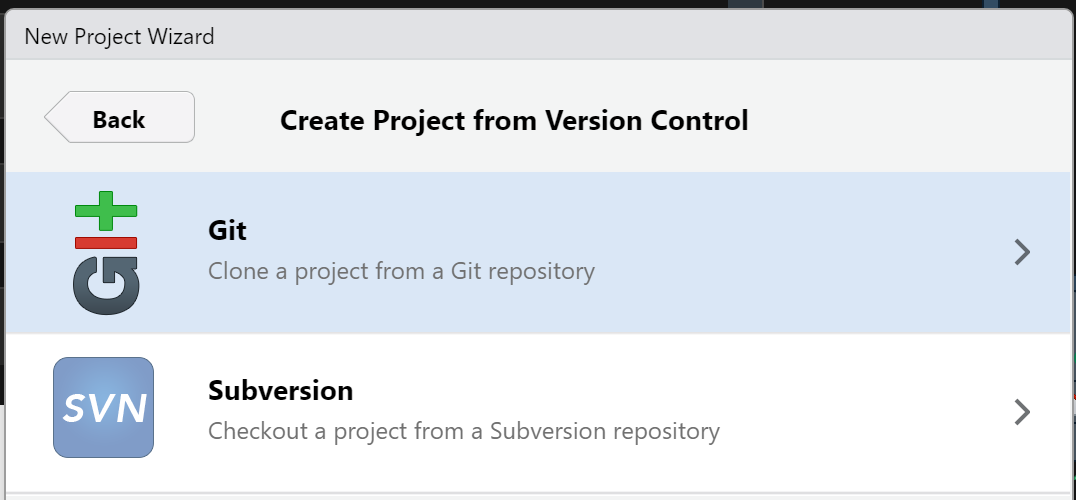 New Project Wizard
Back
Create Project from Version Control
Git
Git
Clone a project from a Git repository
SVN
Subversion
Checkout a project from a Subversion repository